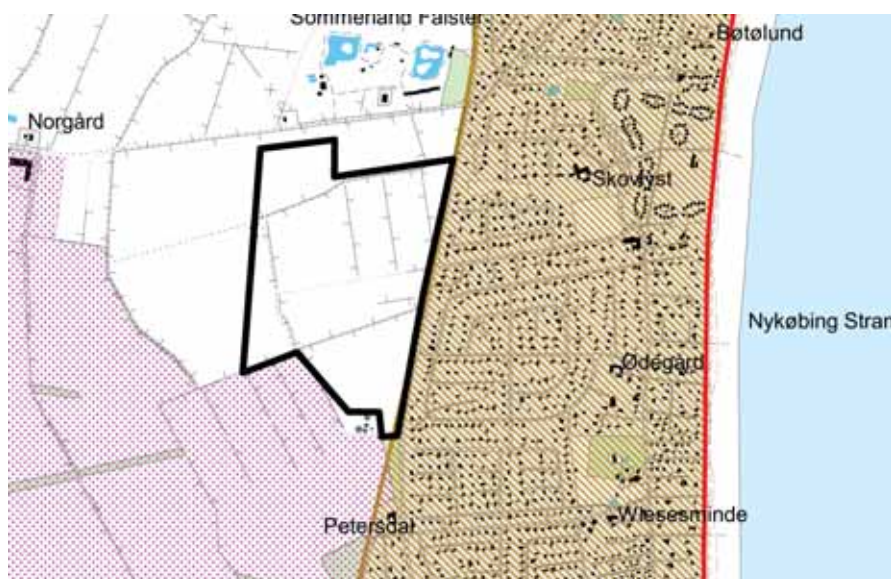 Sommerland Falster
Bøtølund
Norgård
Skovlyst
Nykøbing Stran
Ødegård
Petersdal
Wiesesminde